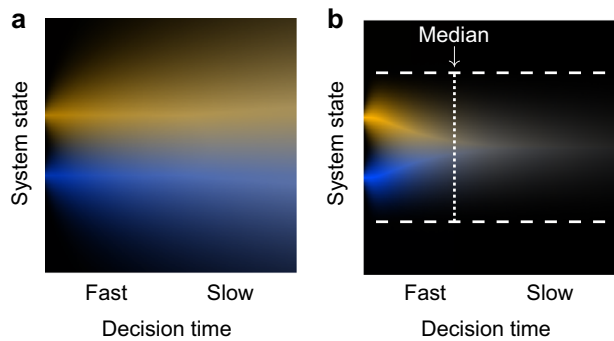 a
System state
Fast Slow
Decision time
b
Median
System state
Fast Slow
Decision time